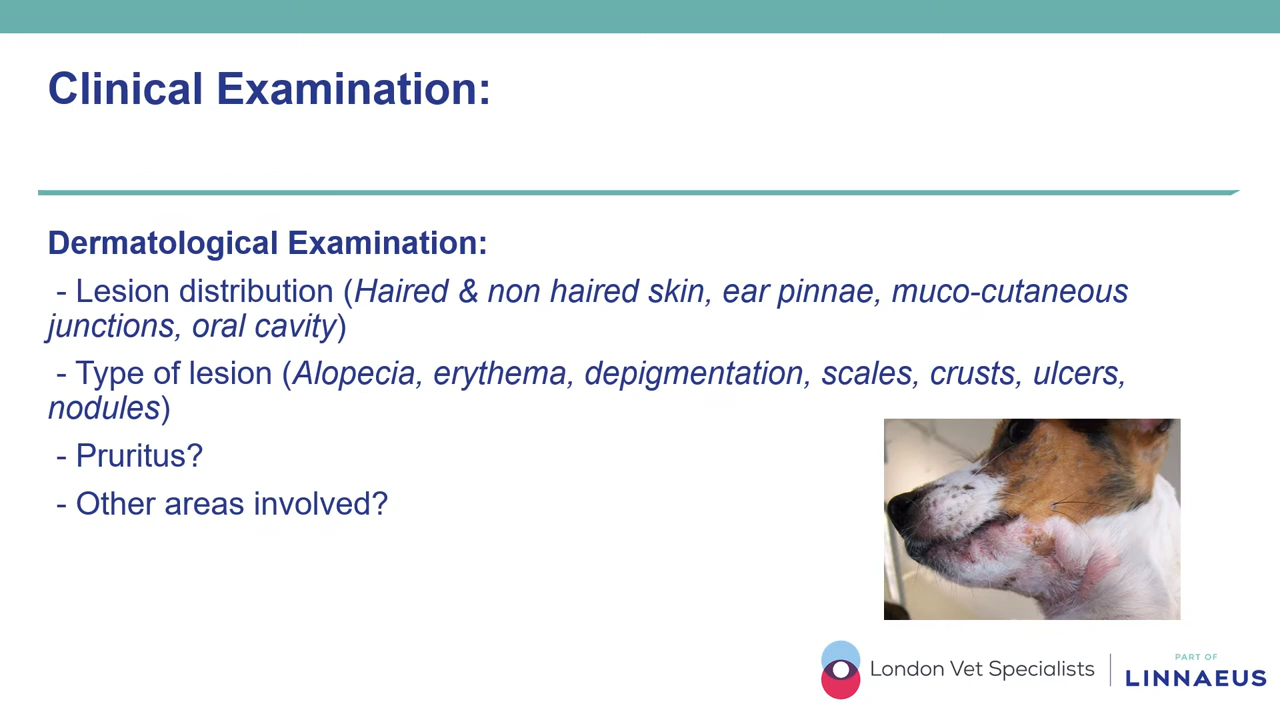 Clinical Examination:
Dermatological Examination:
- Lesion distribution (Haired & non haired skin, ear pinnae, muco-cutaneous
junctions, oral cavity)
- Type of lesion (Alopecia, erythema, depigmentation, scales, crusts, ulcers,
nodules)
- Pruritus?
- Other areas involved?
London Vet Specialists
PART OF
LINNAEUS